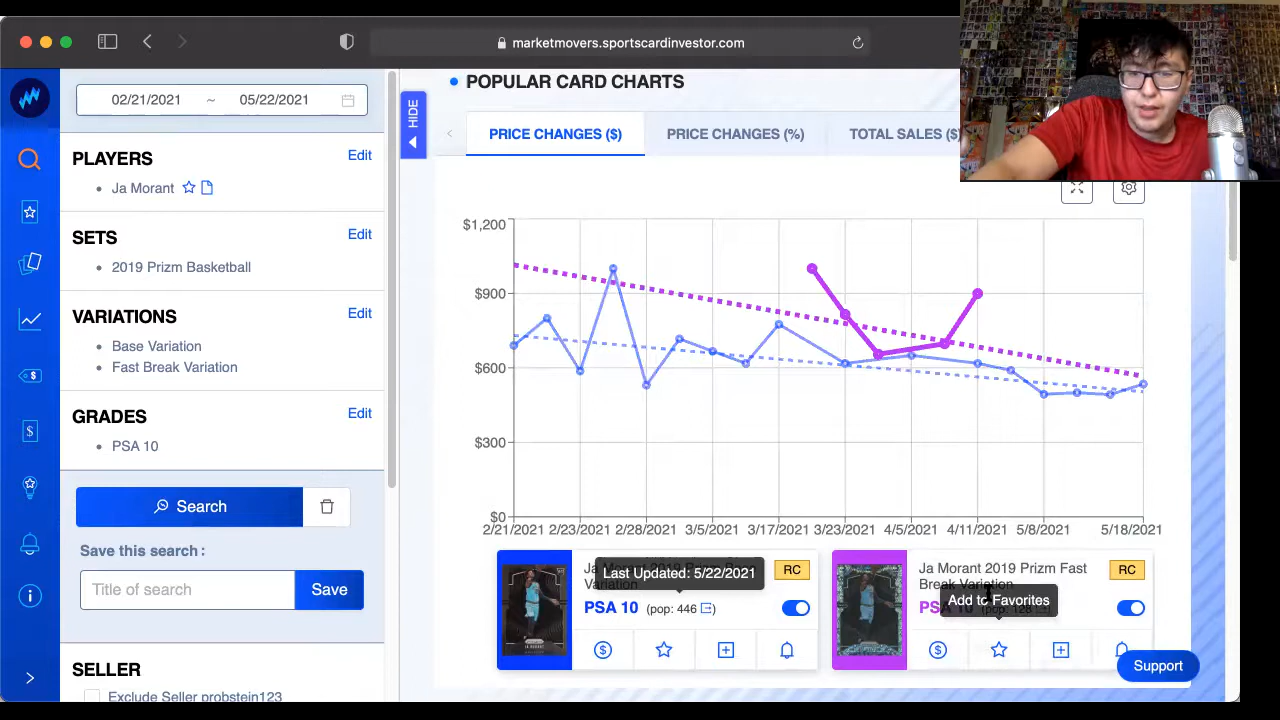 marketmovers.sportscardinvestor.com
02/21/2021 ~ 05/22/2021
HIDE
PLAYERS Edit
Ja Morant
SETS Edit
2019 Prizm Basketball
VARIATIONS Edit
Base Variation
Fast Break Variation
GRADES Edit
PSA 10
Search
Save this search :
Title of search Save
SELLER
Exclude Seller probstein123
POPULAR CARD CHARTS
PRICE CHANGES ($) PRICE CHANGES (%) TOTAL SALES ($)
$1,200
$900
$600
$300
$0
2/21/2021 2/23/2021 2/28/2021 3/5/2021 3/17/2021 3/23/2021 4/5/2021 4/11/2021 5/8/2021 5/18/2021
Last Updated: 5/22/2021
Variation
RC
PSA 10 (pop: 446
Ja Morant 2019 Prizm Fast
Break Variation
RC
Add to Favorites
Support